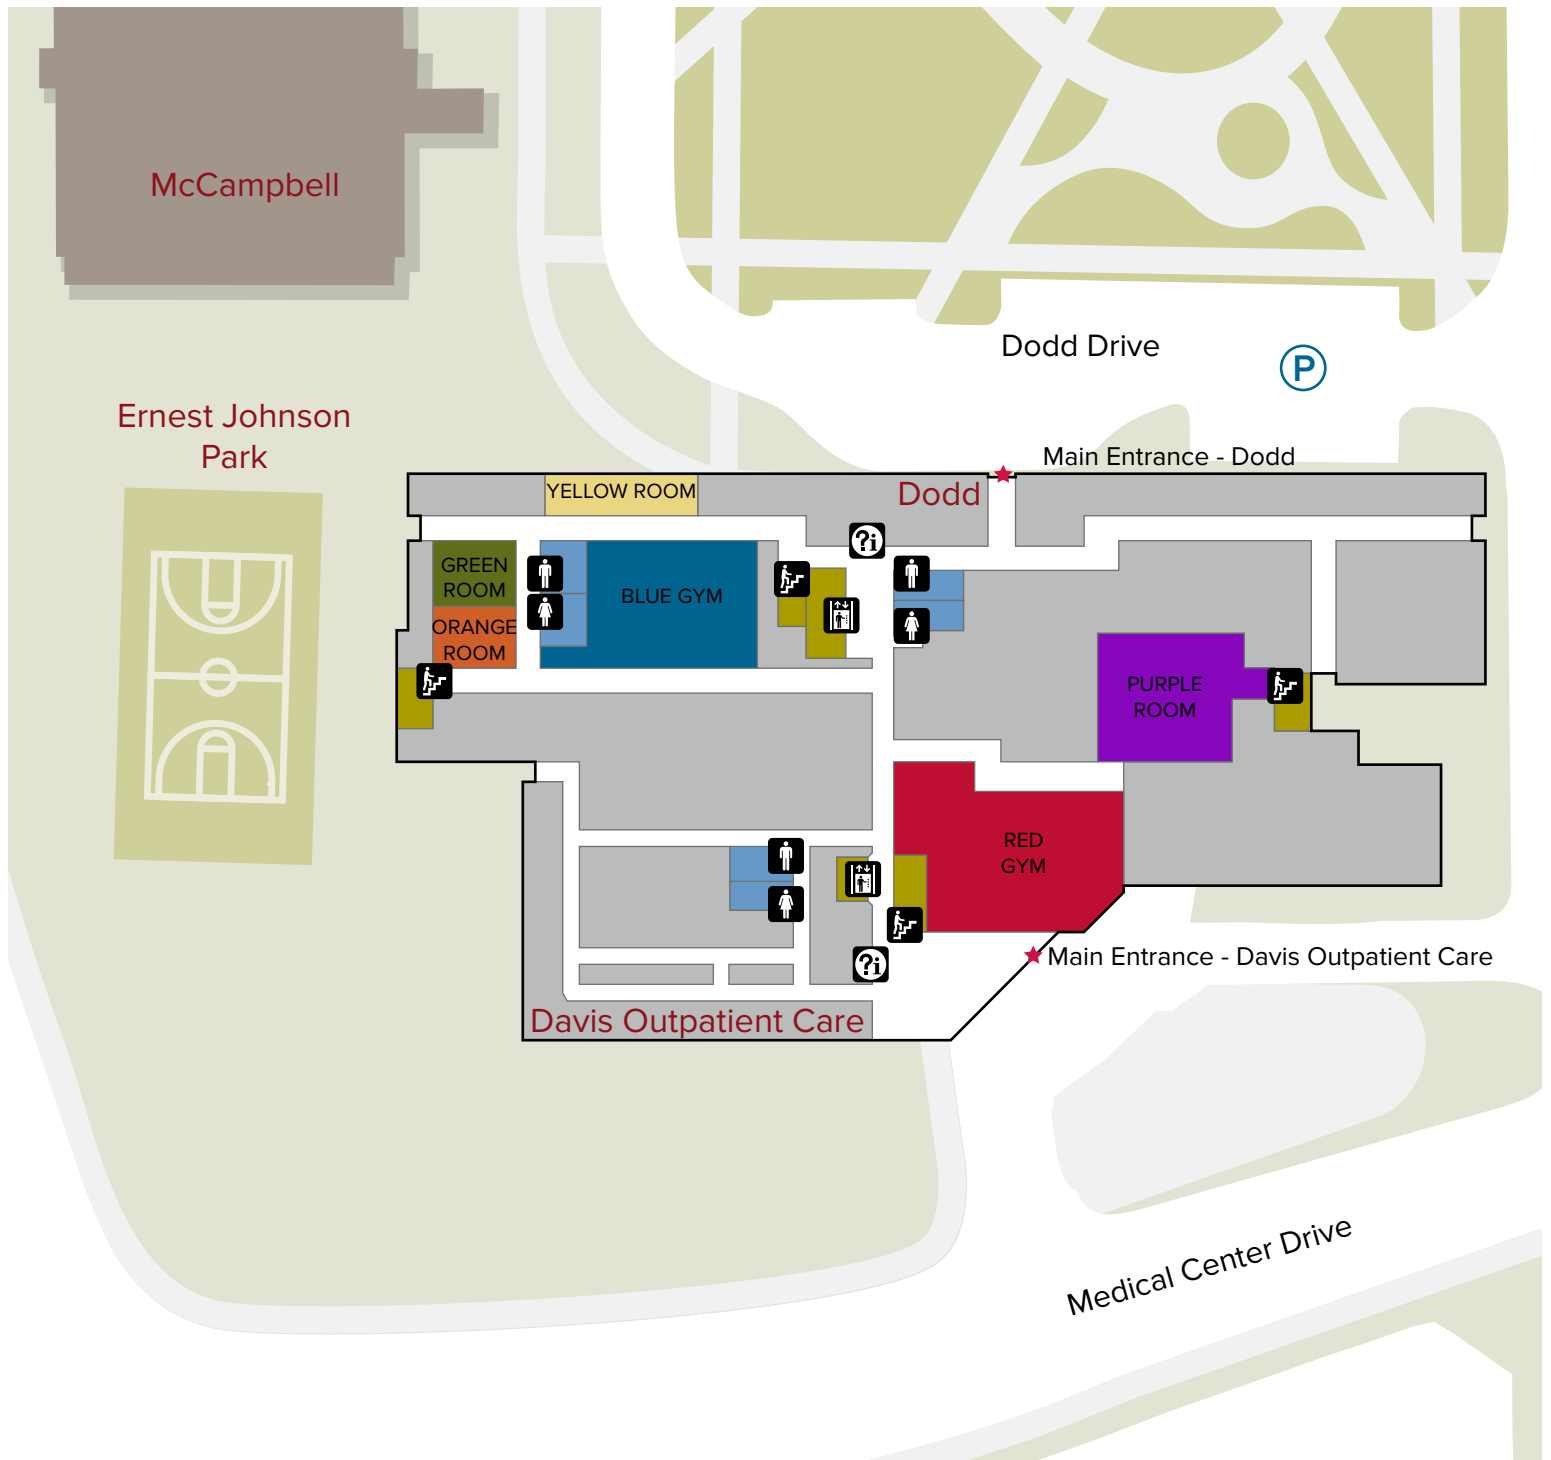 McCampbell
Dodd Drive
P
Ernest Johnson
Park
Main Entrance - Dodd
YELLOW ROOM
Dodd
?i
GREEN
ROOM
BLUE GYM
ORANGE
ROOM
PURPLE
ROOM
RED
GYM
?i
Main Entrance - Davis Outpatient Care
Davis Outpatient Care
Medical Center Drive